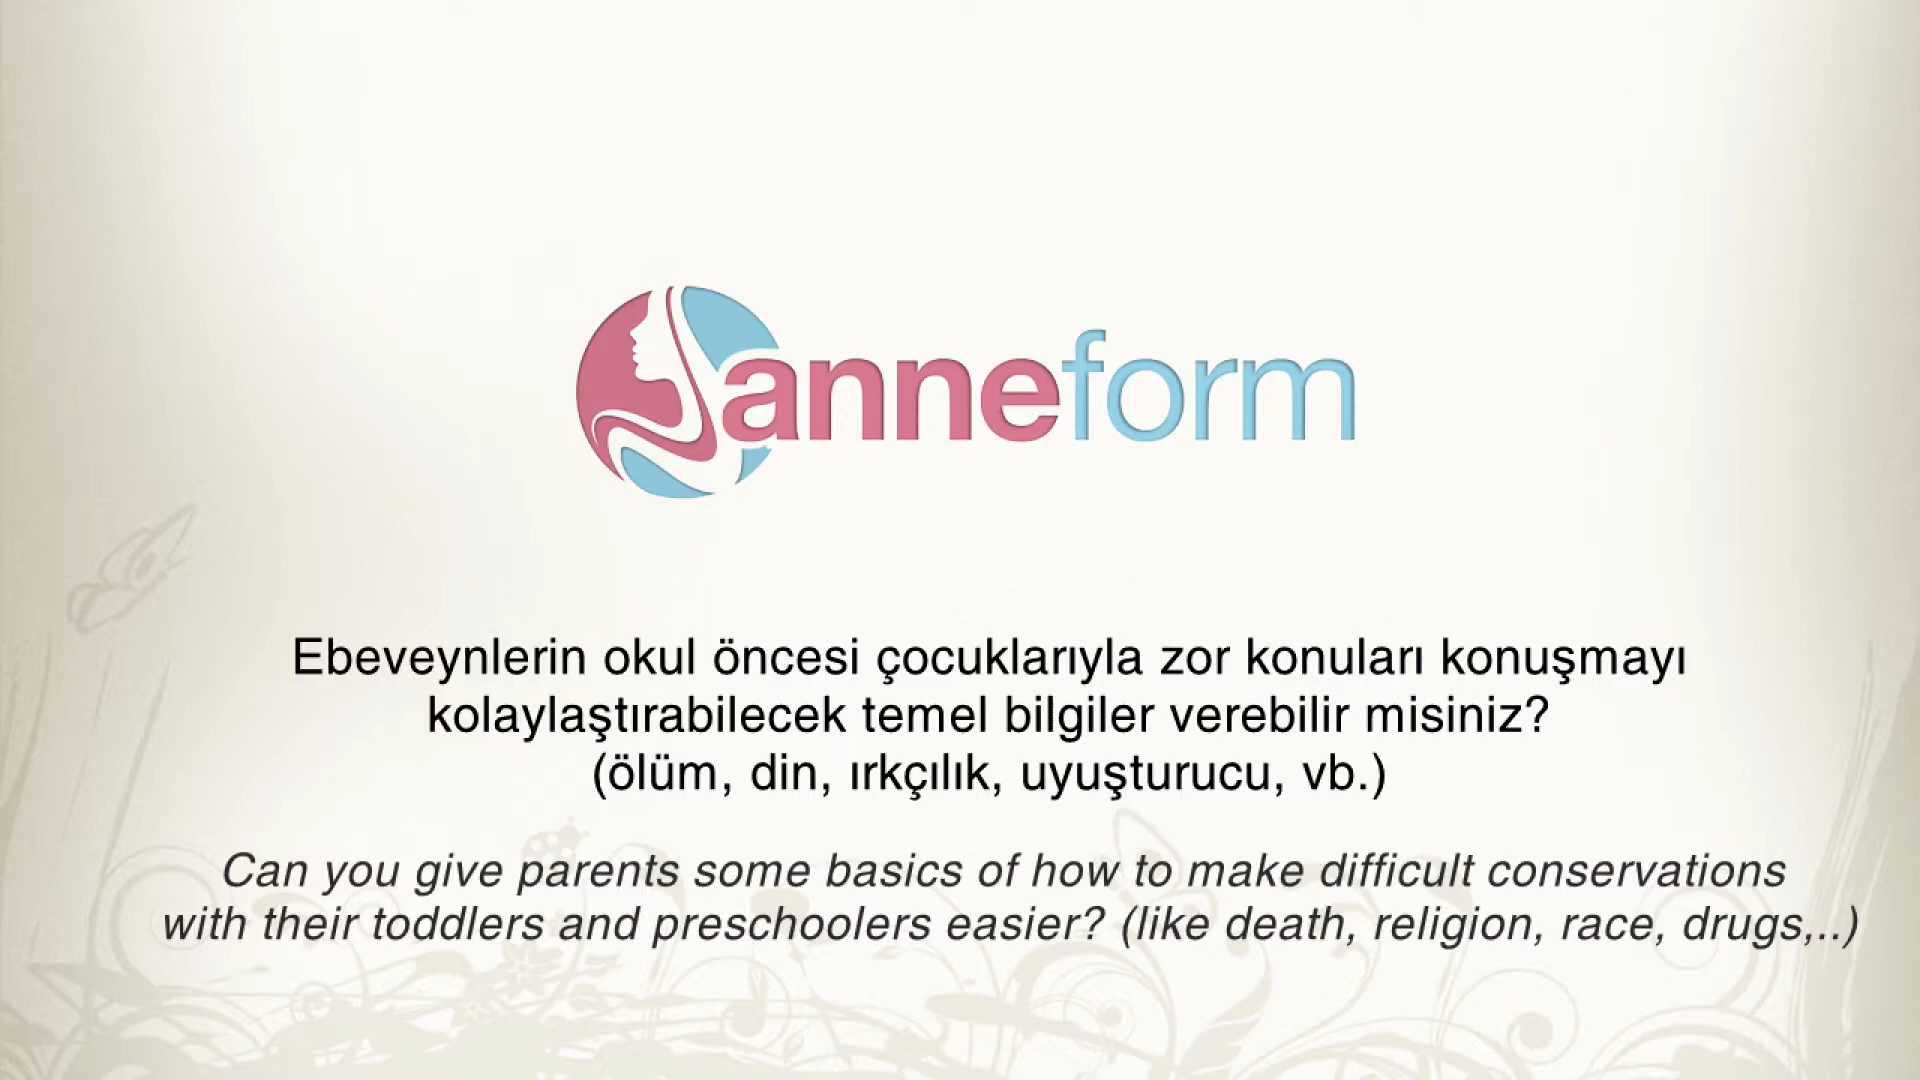 anneform
Ebeveynlerin okul öncesi çocuklarıyla zor konuları konuşmayı
kolaylaştırabilecek temel bilgiler verebilir misiniz?
(ölüm, din, ırkçılık, uyuşturucu, vb.)
Can you give parents some basics of how to make difficult conservations
with their toddlers and preschoolers easier? (like death, religion, race, drugs,..)